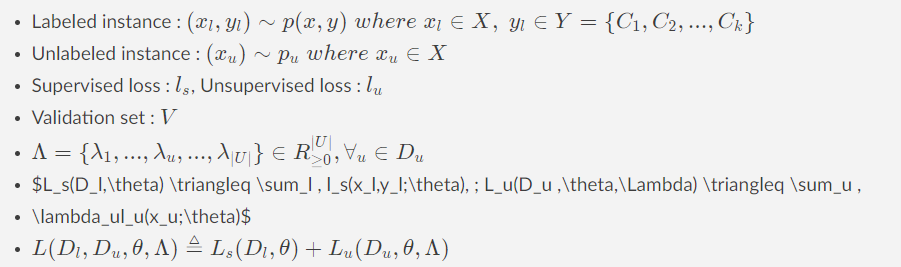 • Labeled instance : (x_l, y_l) ∼ p(x, y) where x_l ∈ X, y_l ∈ Y = {C_1, C_2, ..., C_k}
• Unlabeled instance : (x_u) ∼ p_u where x_u ∈ X
• Supervised loss : l_s, Unsupervised loss : l_u
• Validation set : V
• Λ = {λ_1, ..., λ_u, ..., λ_{|U|}} ∈ R_{≥0}^{|U|}, ∀_u ∈ D_u
• $L_s(D_l,\theta) \triangleq \sum_l , l_s(x_l,y_l;\theta), ; L_u(D_u ,\theta,\Lambda) \triangleq \sum_u ,
• \lambda_ul_u(x_u;\theta)$
• L(D_l, D_u, θ, Λ) ≜ L_s(D_l, θ) + L_u(D_u, θ, Λ)